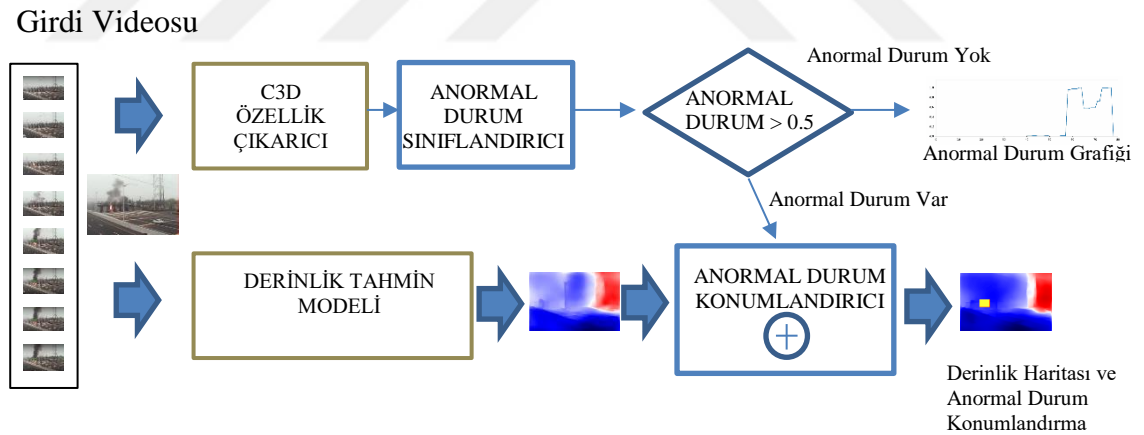 Girdi Videosu
Anormal Durum Yok
C3D
ÖZELLİK
ÇIKARICI
ANORMAL
DURUM
SINIFLANDIRICI
ANORMAL
DURUM > 0.5
Anormal Durum Grafiği
Anormal Durum Var
DERİNLİK TAHMİN
MODELİ
ANORMAL DURUM
KONUMLANDIRICI
Derinlik Haritası ve
Anormal Durum
Konumlandırma